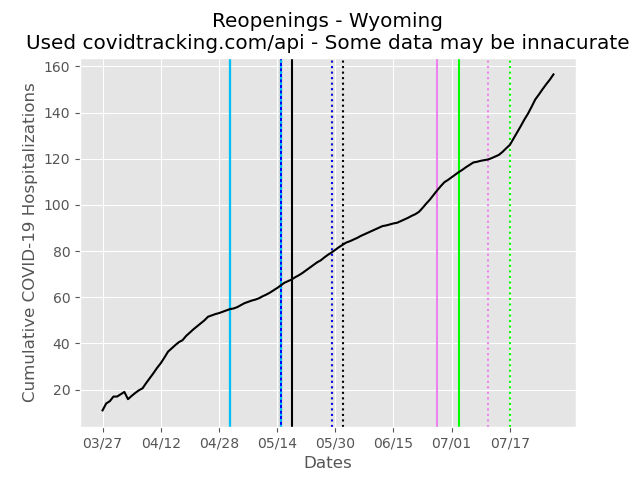 Reopenings - Wyoming
Used covidtracking.com/api - Some data may be innacurate
Cumulative COVID-19 Hospitalizations
160
140
120
100
80
60
40
20
03/27 04/12 04/28 05/14 05/30 06/15 07/01 07/17
Dates